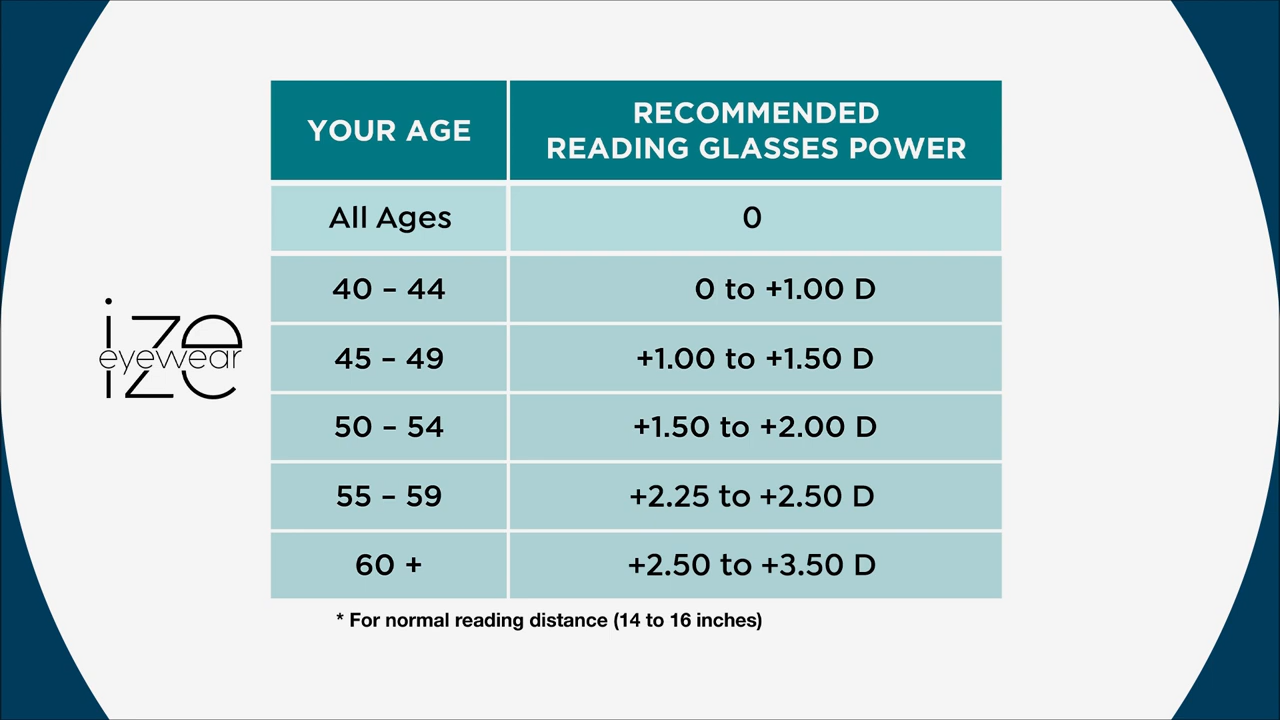 YOUR AGE
RECOMMENDED
READING GLASSES POWER
All Ages
0
40 – 44
0 to +1.00 D
45 – 49
+1.00 to +1.50 D
50 – 54
+1.50 to +2.00 D
55 – 59
+2.25 to +2.50 D
60 +
+2.50 to +3.50 D
ize
eyewear
* For normal reading distance (14 to 16 inches)